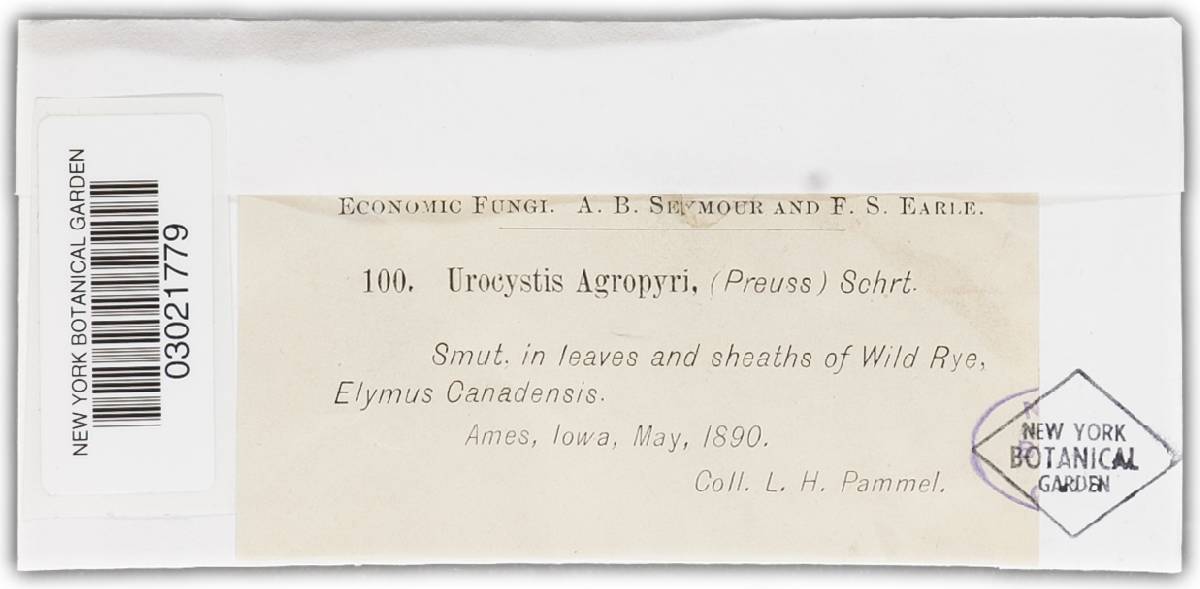 NEW YORK BOTANICAL GARDEN
03021779
ECONOMIC FUNGI. A. B. SEYMOUR AND F. S. EARLE.
100. Urocystis Agropyri, (Preuss) Schrt.
Smut, in leaves and sheaths of Wild Rye,
Elymus Canadensis.
Ames, Iowa, May, 1890.
Coll. L. H. Pammel.
NEW YORK
BOTANICAL
GARDEN